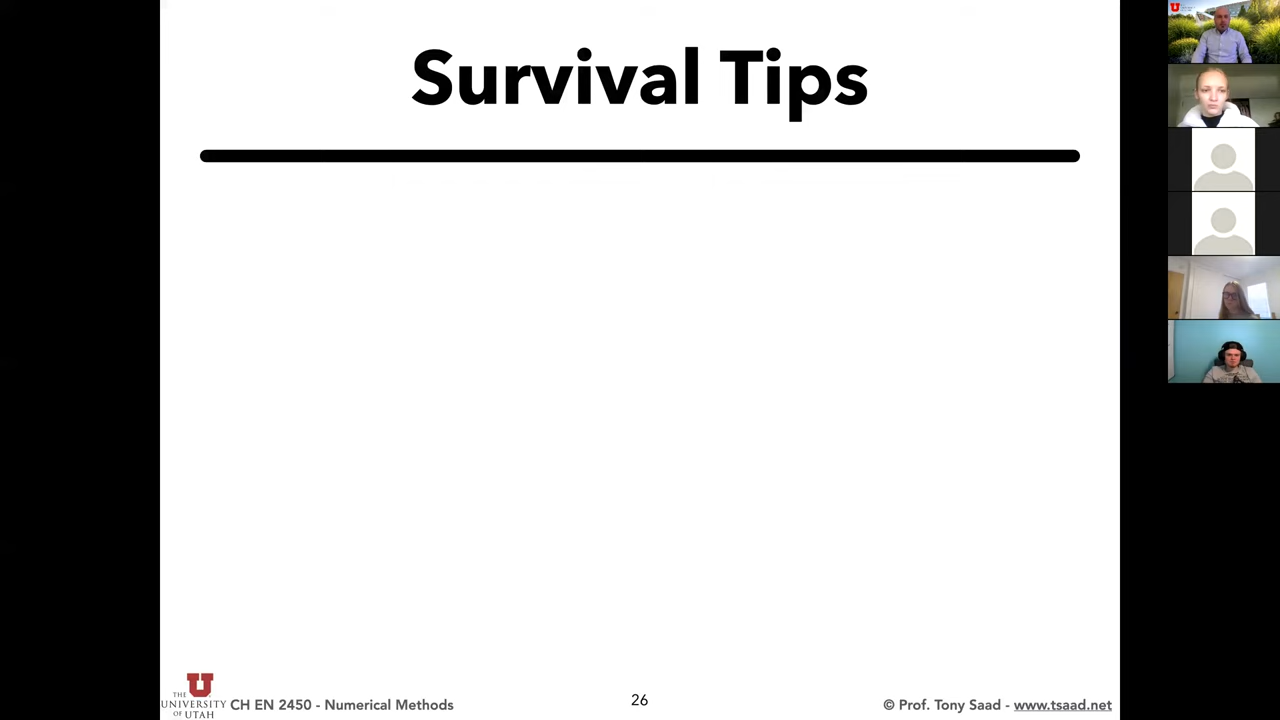 Survival Tips
THE
UNIVERSITY
OF UTAH
CH EN 2450 - Numerical Methods
26
© Prof. Tony Saad - www.tsaad.net